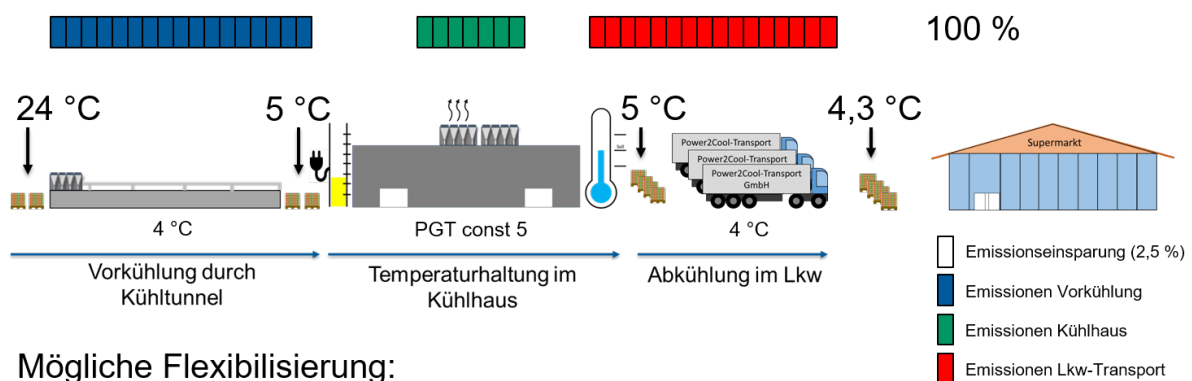 100 %
24 °C
5 °C
5 °C
4,3 °C
Soll
Power2Cool-Transport
Power2Cool-Transport
Power2Cool-Transport
GmbH
Supermarkt
4 °C
PGT const 5
4 °C
Vorkühlung durch
Kühltunnel
Temperaturhaltung im
Kühlhaus
Abkühlung im Lkw
Emissionseinsparung (2,5 %)
Emissionen Vorkühlung
Emissionen Kühlhaus
Emissionen Lkw-Transport
Mögliche Flexibilisierung: